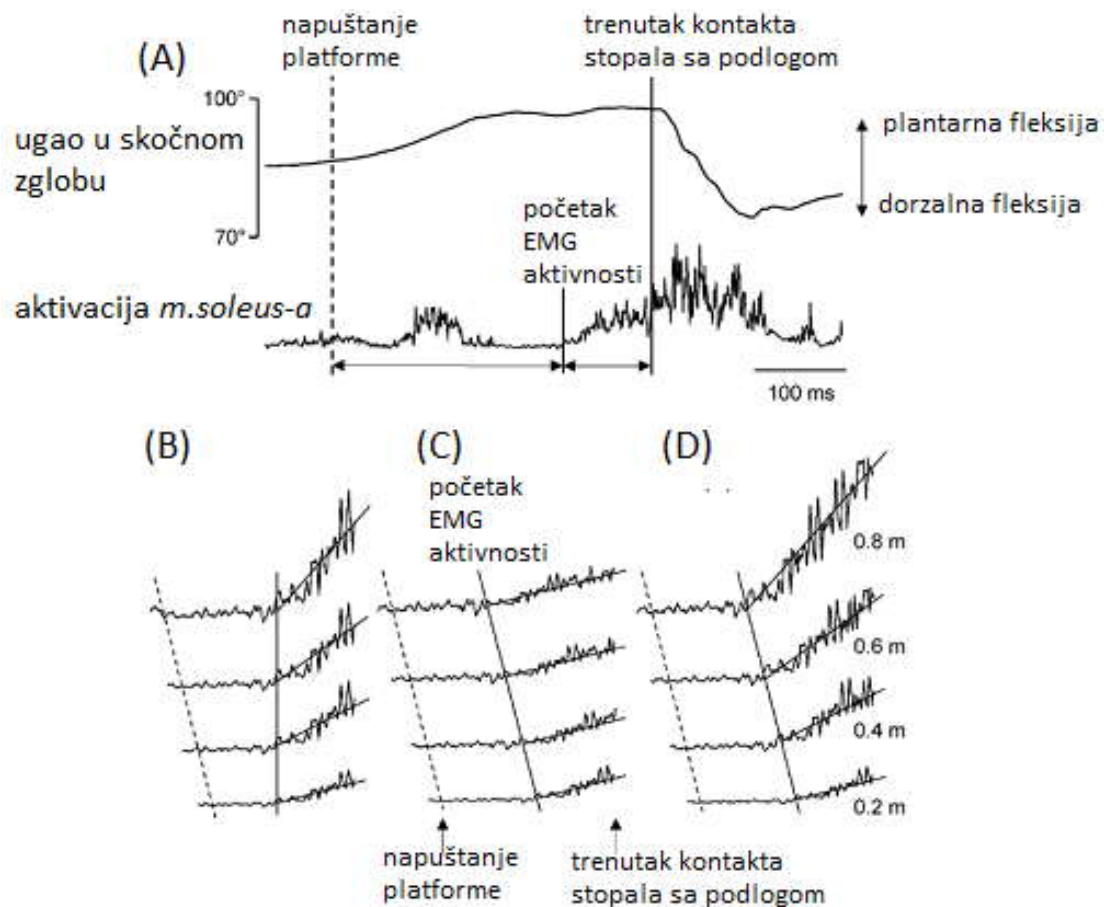 (A)
napuštanje
platforme
trenutak kontakta
stopala sa podlogom
100°
ugao u skočnom
zglobu
70°
plantarna fleksija
dorzalna fleksija
početak
EMG
aktivnosti
aktivacija m.soleus-a
100 ms
(B)
(C)
(D)
početak
EMG
aktivnosti
0.8 m
0.6 m
0.4 m
0.2 m
napuštanje
platforme
trenutak kontakta
stopala sa podlogom